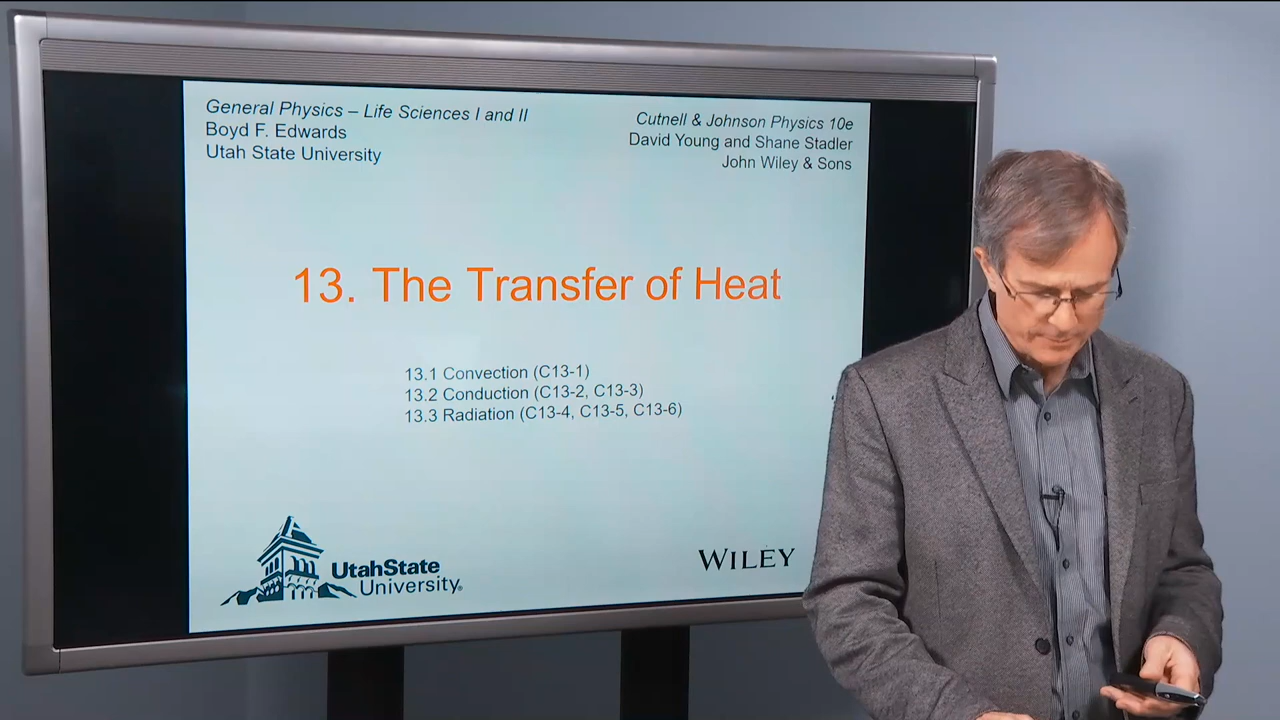 General Physics – Life Sciences I and II
Boyd F. Edwards
Utah State University
Cutnell & Johnson Physics 10e
David Young and Shane Stadler
John Wiley & Sons
13. The Transfer of Heat
13.1 Convection (C13-1)
13.2 Conduction (C13-2, C13-3)
13.3 Radiation (C13-4, C13-5, C13-6)
UtahState
University®
WILEY